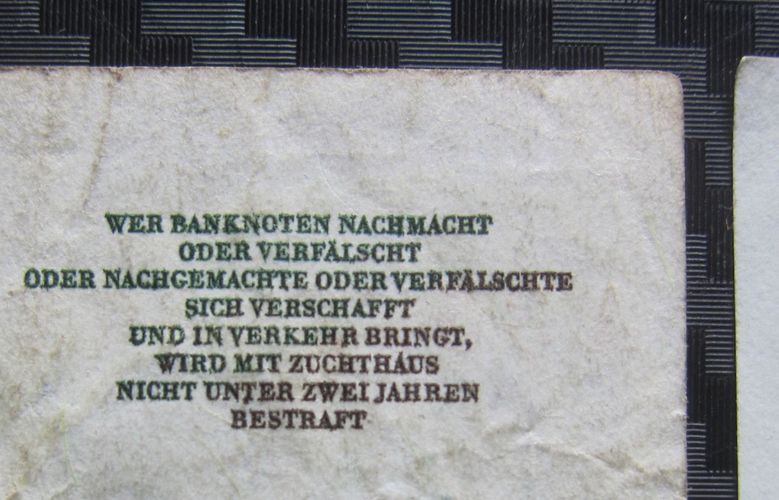 WER BANKNOTEN NACHMACHT
ODER VERFÄLSCHT
ODER NACHGEMACHTE ODER VERFÄLSCHTE
SICH VERSCHAFFT
UND IN VERKEHR BRINGT,
WIRD MIT ZUCHTHAUS
NICHT UNTER ZWEI JAHREN
BESTRAFT